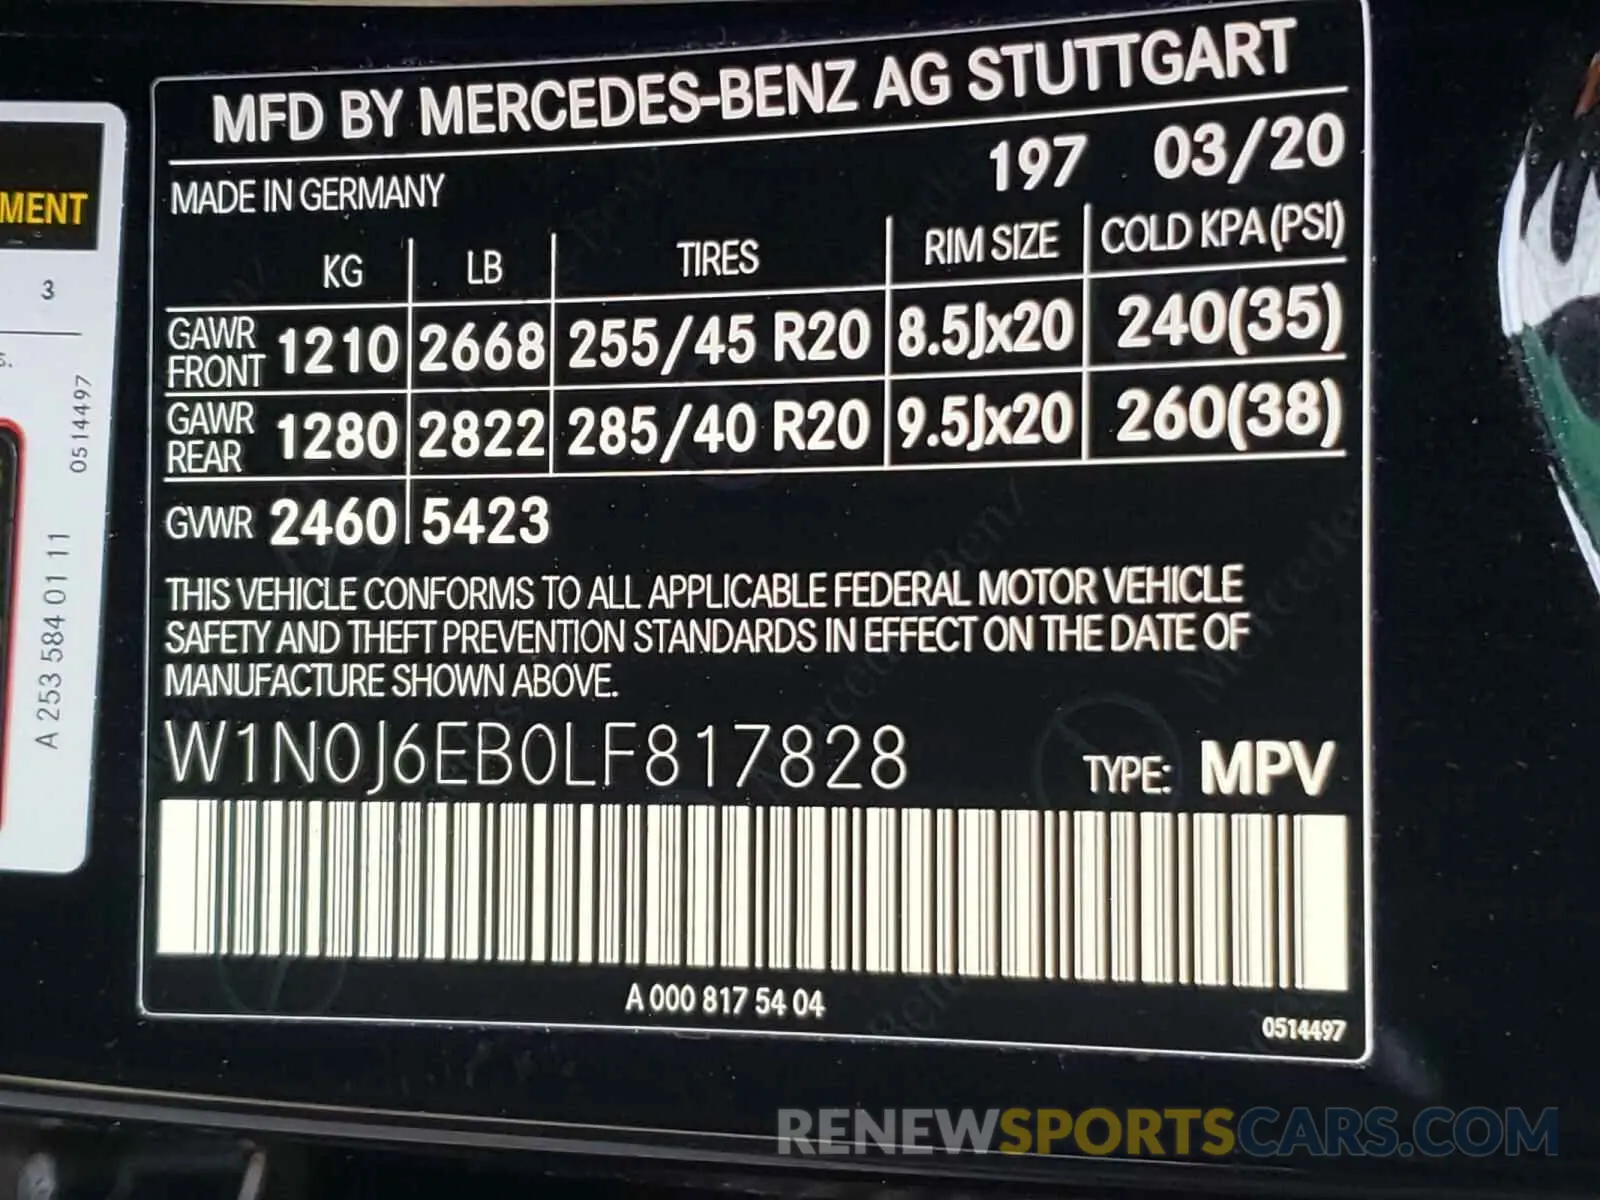 MENT
3
s.
0514497
A 253 584 01 11
MFD BY MERCEDES-BENZ AG STUTTGART
MADE IN GERMANY 197 03/20
KG LB TIRES RIM SIZE COLD KPA (PSI)
GAWR FRONT 1210 2668 255/45 R20 8.5Jx20 240(35)
GAWR REAR 1280 2822 285/40 R20 9.5Jx20 260(38)
GVWR 2460 5423
THIS VEHICLE CONFORMS TO ALL APPLICABLE FEDERAL MOTOR VEHICLE
SAFETY AND THEFT PREVENTION STANDARDS IN EFFECT ON THE DATE OF
MANUFACTURE SHOWN ABOVE.
W1N0J6EB0LF817828 TYPE: MPV
A 000 817 54 04
0514497
RENEWSPORTSCARS.COM